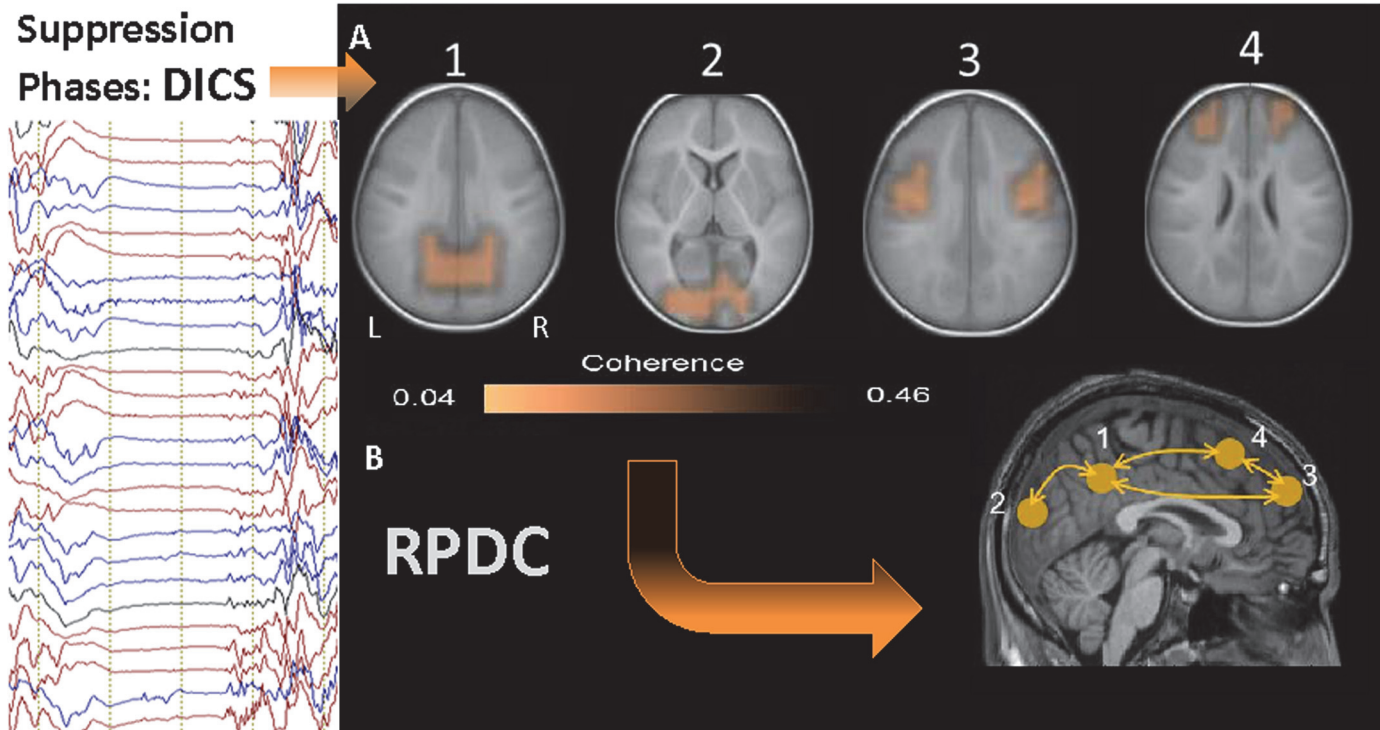 Suppression
Phases: DICS
A
1
2
3
4
L
R
Coherence
0.04
0.46
B
RPDC
1
4
2
3